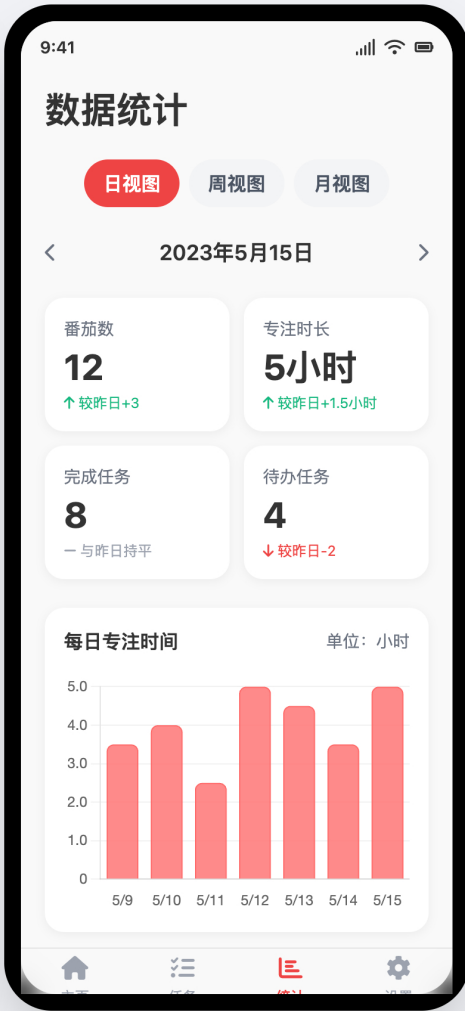 9:41
数据统计
日视图 周视图 月视图
2023年5月15日
番茄数 专注时长
12 5小时
较昨日+3 较昨日+1.5小时
完成任务 待办任务
8 4
与昨日持平 较昨日-2
每日专注时间 单位：小时
5.0
4.0
3.0
2.0
1.0
0
5/9 5/10 5/11 5/12 5/13 5/14 5/15